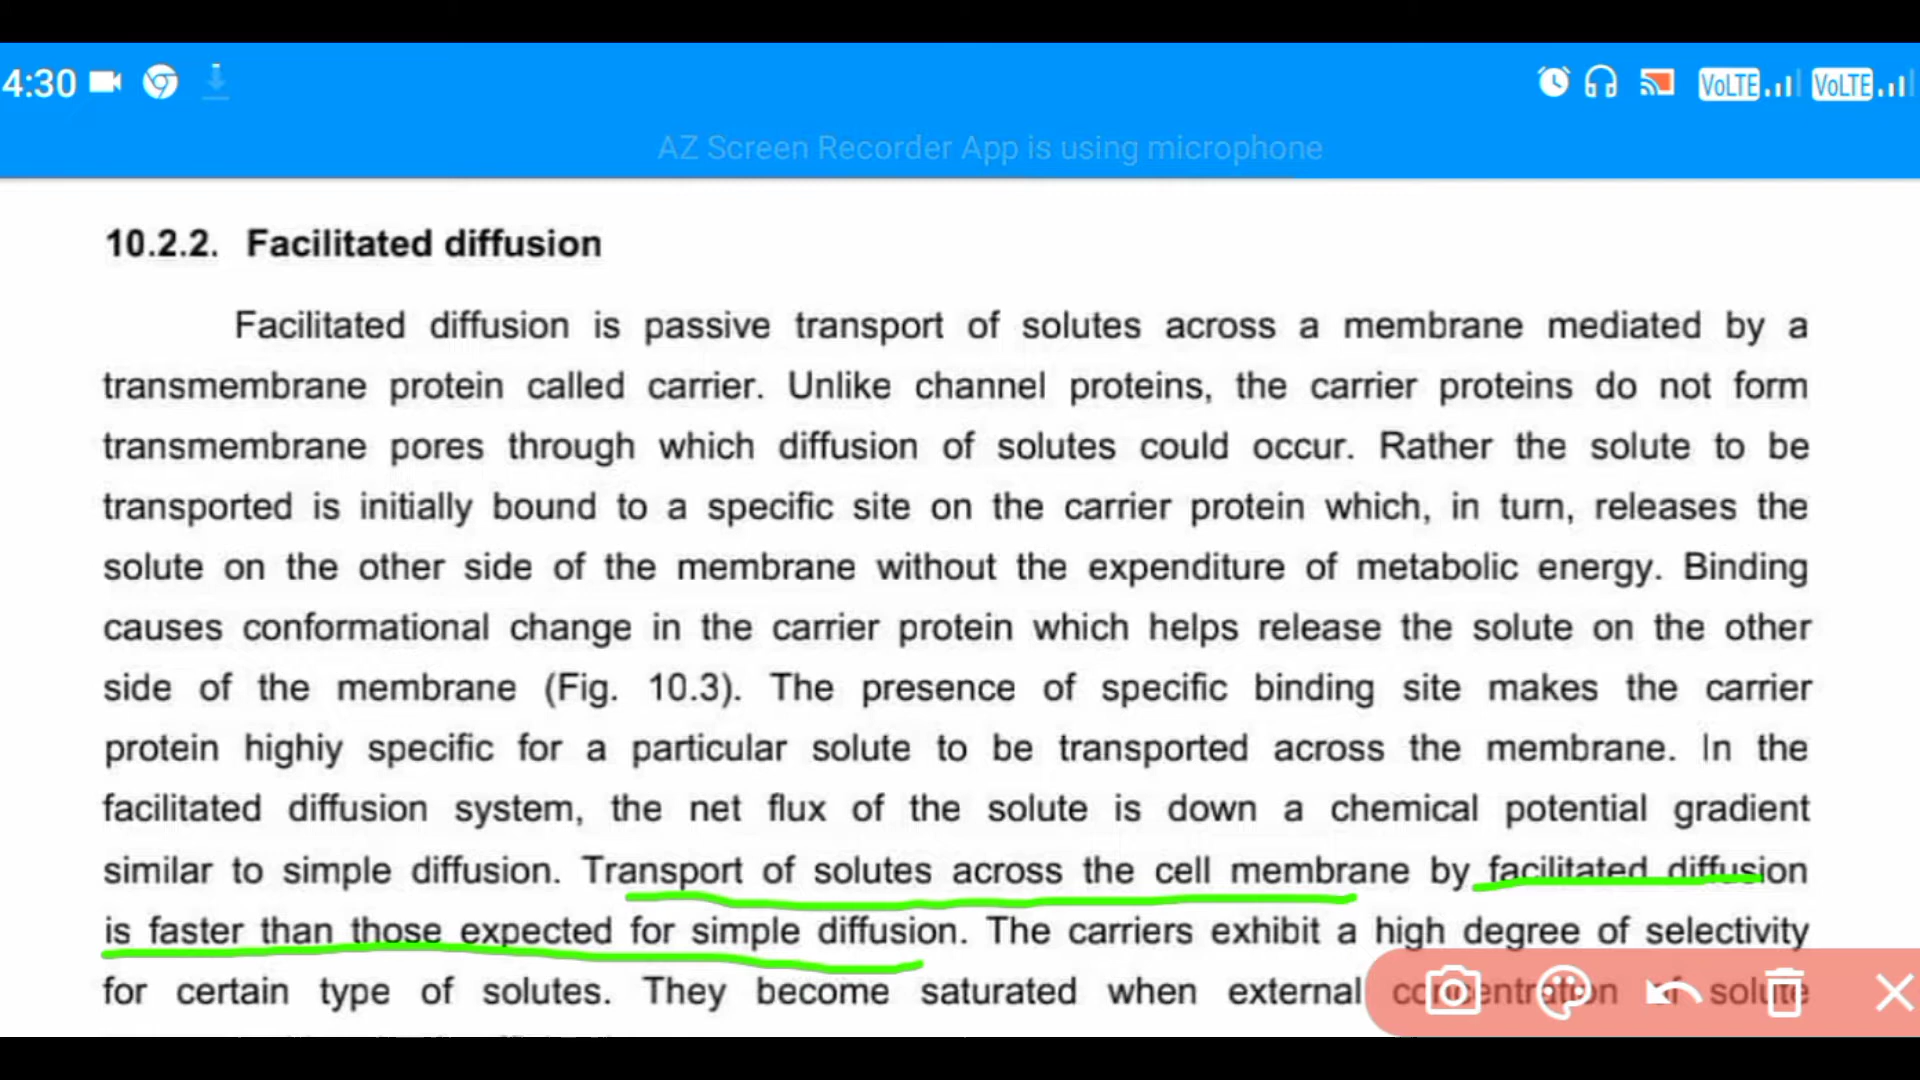 4:30
VoLTE VoLTE
AZ Screen Recorder App is using microphone
10.2.2. Facilitated diffusion
Facilitated diffusion is passive transport of solutes across a membrane mediated by a
transmembrane protein called carrier. Unlike channel proteins, the carrier proteins do not form
transmembrane pores through which diffusion of solutes could occur. Rather the solute to be
transported is initially bound to a specific site on the carrier protein which, in turn, releases the
solute on the other side of the membrane without the expenditure of metabolic energy. Binding
causes conformational change in the carrier protein which helps release the solute on the other
side of the membrane (Fig. 10.3). The presence of specific binding site makes the carrier
protein highiy specific for a particular solute to be transported across the membrane. In the
facilitated diffusion system, the net flux of the solute is down a chemical potential gradient
similar to simple diffusion. Transport of solutes across the cell membrane by facilitated diffusion
is faster than those expected for simple diffusion. The carriers exhibit a high degree of selectivity
for certain type of solutes. They become saturated when external concentration of solute